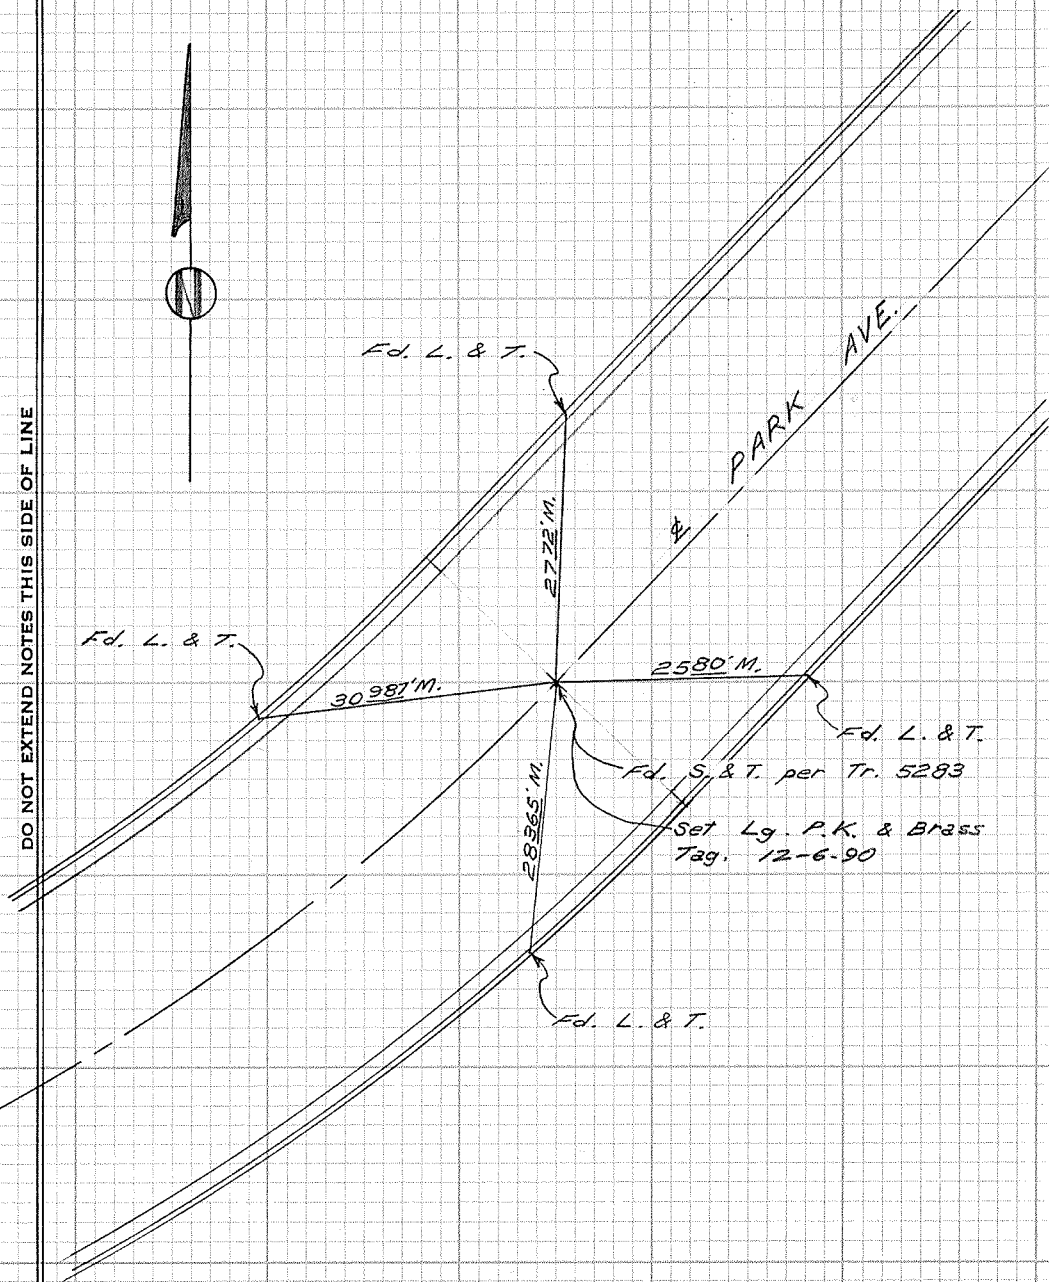 DO NOT EXTEND NOTES THIS SIDE OF LINE
N
Fd. L. & T.
PARK AVE.
℄
27 72' M.
Fd. L. & T.
30 987' M.
25 80' M.
Fd. L. & T.
Fd. S. & T. per Tr. 5283
28 365' M.
Set Lg. P.K. & Brass
Tag. 12-6-90
Fd. L. & T.